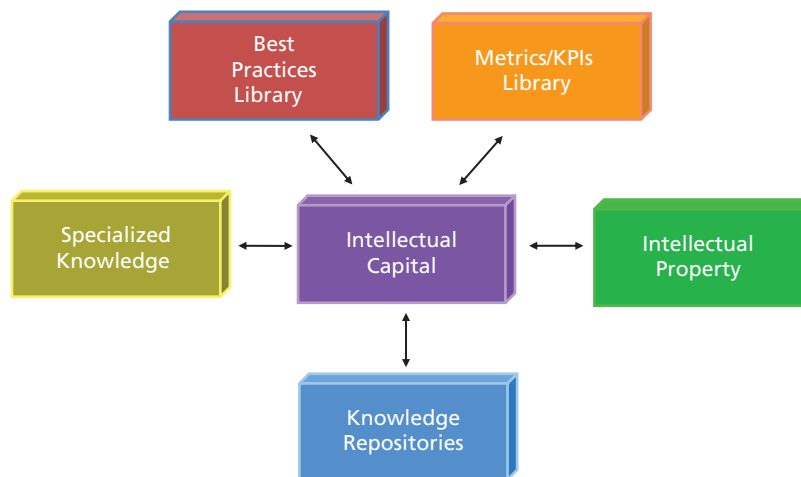 Best
Practices
Library
Metrics/KPIs
Library
Specialized
Knowledge
Intellectual
Capital
Intellectual
Property
Knowledge
Repositories